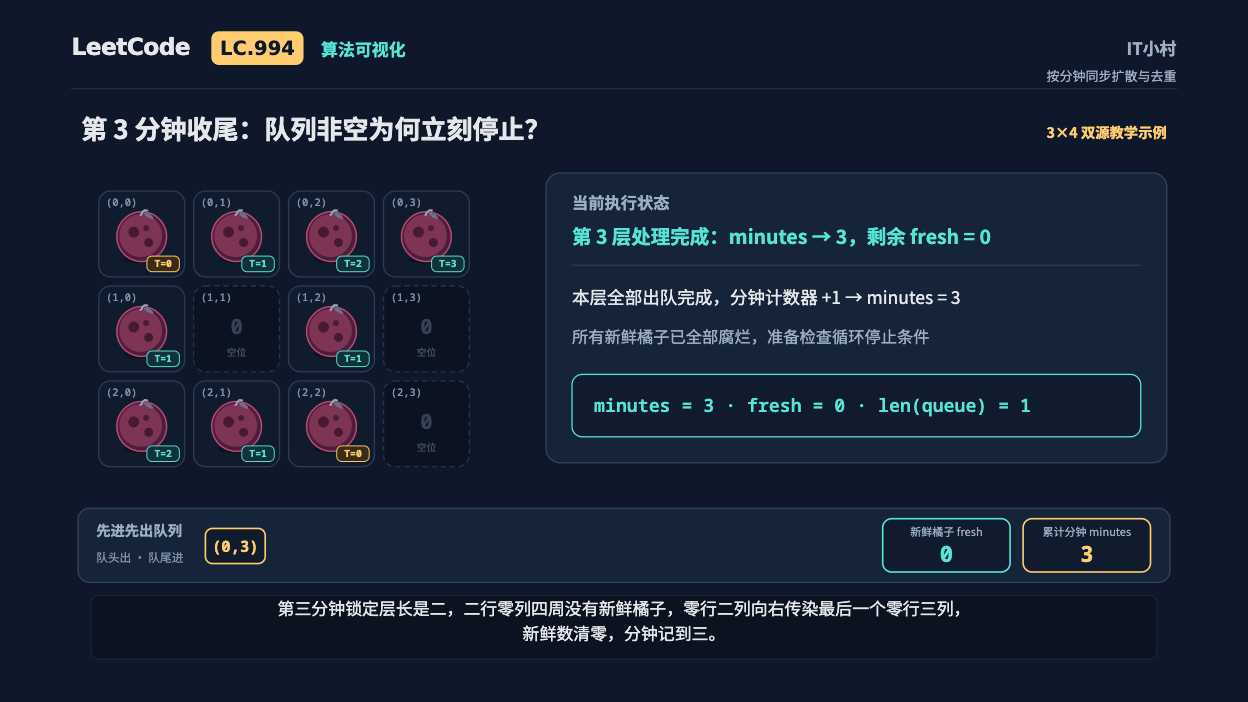 LeetCode LC.994 算法可视化
IT小村
按分钟同步扩散与去重
第 3 分钟收尾：队列非空为何立刻停止？
3×4 双源教学示例
(0,0) (0,1) (0,2) (0,3)
T=0 T=1 T=2 T=3
(1,0) (1,1) (1,2) (1,3)
0 0
空位 空位
T=1 T=1
(2,0) (2,1) (2,2) (2,3)
0
空位
T=2 T=1 T=0
当前执行状态
第 3 层处理完成：minutes → 3，剩余 fresh = 0
本层全部出队完成，分钟计数器 +1 → minutes = 3
所有新鲜橘子已全部腐烂，准备检查循环停止条件
minutes = 3 · fresh = 0 · len(queue) = 1
先进先出队列
队头出 · 队尾进
(0,3)
新鲜橘子 fresh
0
累计分钟 minutes
3
第三分钟锁定层长是二，二行零列四周没有新鲜橘子，零行二列向右传染最后一个零行三列，
新鲜数清零，分钟记到三。